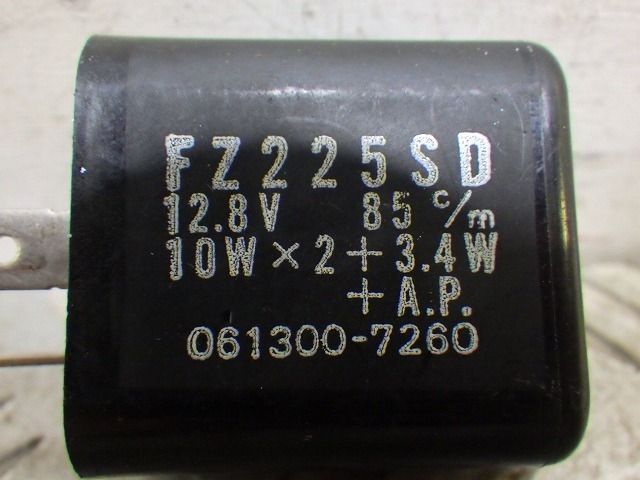 FZ225SD
12.8V 85 c/m
10W×2+3.4W
+A.P.
061300-7260